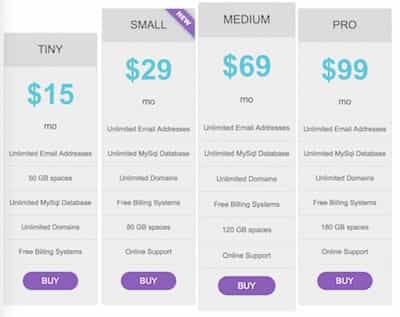 TINY
$15
mo
Unlimited Email Addresses
50 GB spaces
Unlimited MySql Database
Unlimited Domains
Free Billing Systems
BUY
SMALL
NEW
$29
mo
Unlimited Email Addresses
Unlimited MySql Database
Unlimited Domains
Free Billing Systems
80 GB spaces
Online Support
BUY
MEDIUM
$69
mo
Unlimited Email Addresses
Unlimited MySql Database
Unlimited Domains
Free Billing Systems
120 GB spaces
Online Support
BUY
PRO
$99
mo
Unlimited Email Addresses
Unlimited MySql Database
Unlimited Domains
Free Billing Systems
180 GB spaces
Online Support
BUY